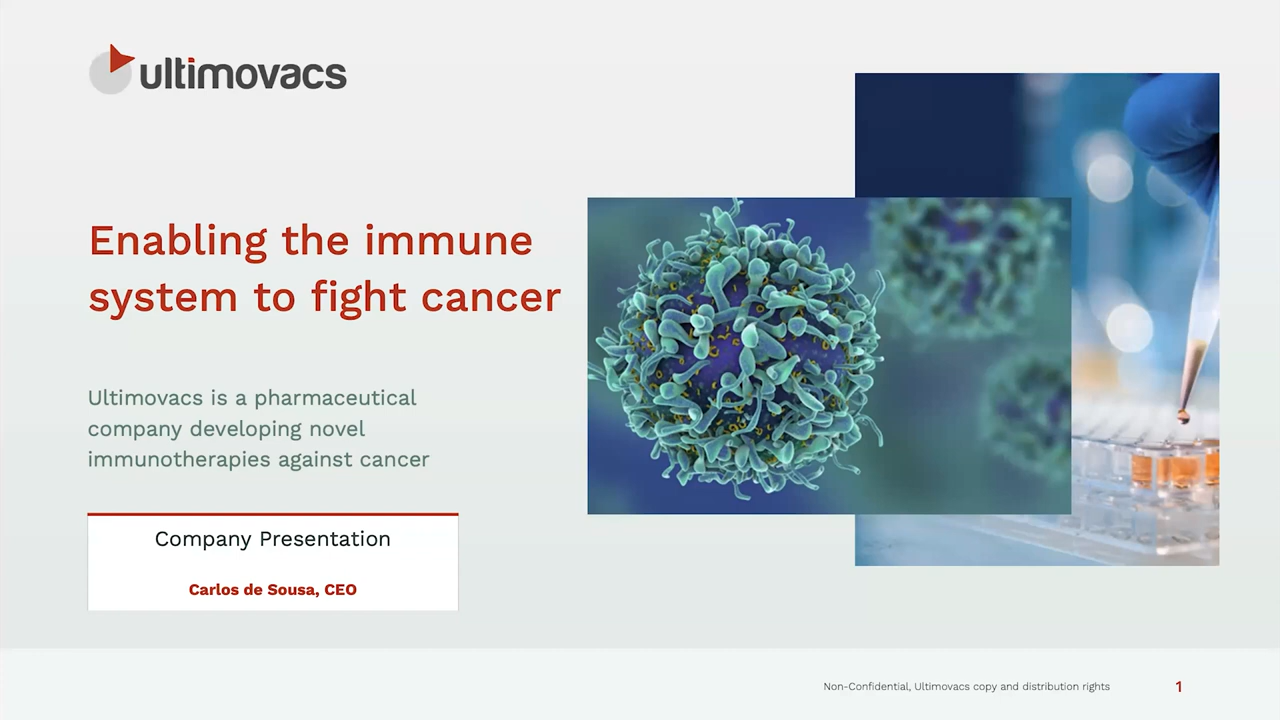 ultimovacs
Enabling the immune
system to fight cancer
Ultimovacs is a pharmaceutical
company developing novel
immunotherapies against cancer
Company Presentation
Carlos de Sousa, CEO
Non-Confidential, Ultimovacs copy and distribution rights
1